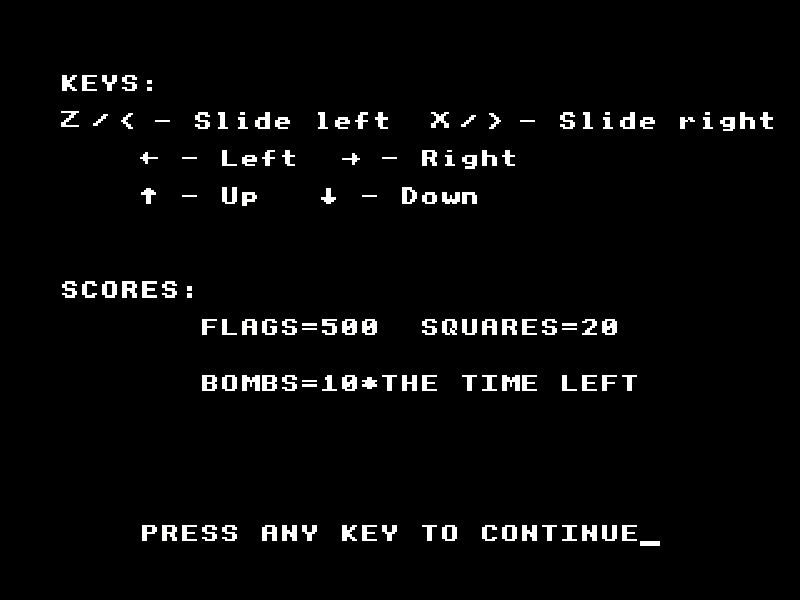 KEYS:
Z/< - Slide left  X/> - Slide right
← - Left  → - Right
↑ - Up  ↓ - Down
SCORES:
FLAGS=500  SQUARES=20
BOMBS=10*THE TIME LEFT
PRESS ANY KEY TO CONTINUE_